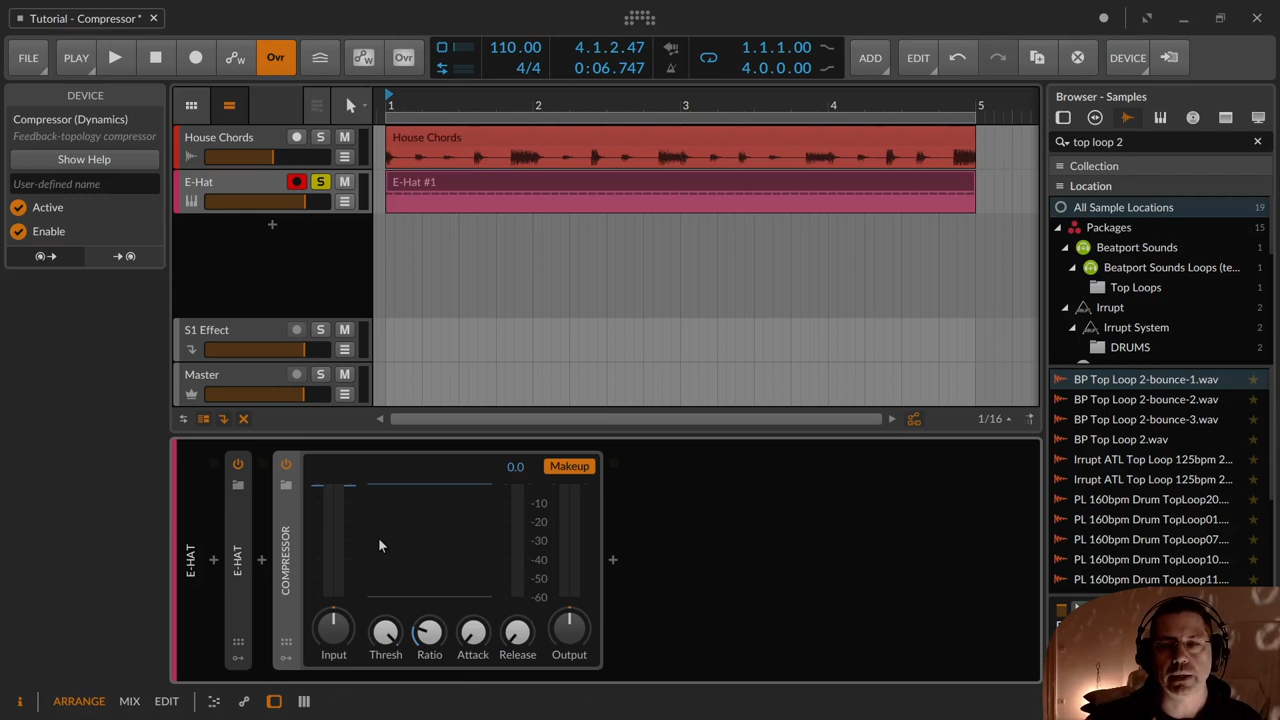 Tutorial - Compressor*
FILE
PLAY
Ovr
Ovr
110.00
4/4
4.1.2.47
0:06.747
1.1.1.00
4.0.0.00
ADD
EDIT
DEVICE
DEVICE
Compressor (Dynamics)
Feedback-topology compressor
Show Help
User-defined name
Active
Enable
1 2 3 4 5
House Chords S M
House Chords
E-Hat S M
E-Hat #1
+
S1 Effect S M
Master S M
1/16
Browser - Samples
top loop 2
Collection
Location
All Sample Locations 19
Packages 15
Beatport Sounds 1
Beatport Sounds Loops (te... 1
Top Loops 1
Irrupt 2
Irrupt System 2
DRUMS 2
BP Top Loop 2-bounce-1.wav
BP Top Loop 2-bounce-2.wav
BP Top Loop 2-bounce-3.wav
BP Top Loop 2.wav
Irrupt ATL Top Loop 125bpm 2...
Irrupt ATL Top Loop 125bpm 2...
PL 160bpm Drum TopLoop20....
PL 160bpm Drum TopLoop01....
PL 160bpm Drum TopLoop07....
PL 160bpm Drum TopLoop10....
PL 160bpm Drum TopLoop11....
E-HAT
+
E-HAT
+
COMPRESSOR
0.0
Makeup
-10
-20
-30
-40
-50
-60
Input
Thresh
Ratio
Attack
Release
Output
+
i
ARRANGE
MIX
EDIT